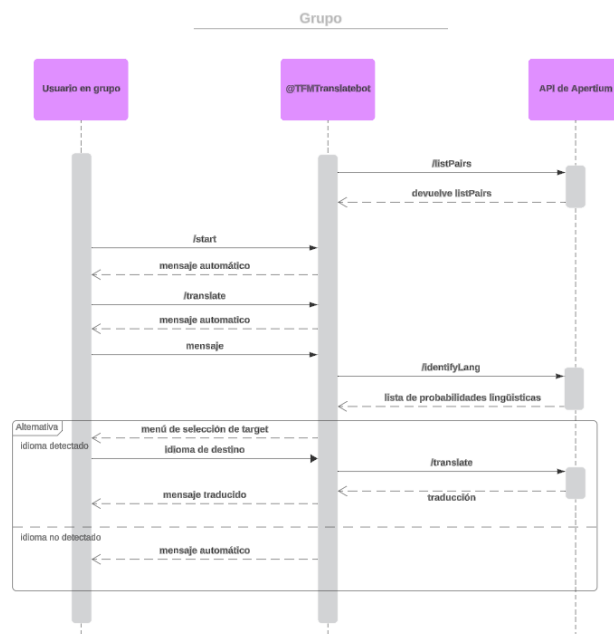 Grupo
Usuario en grupo
@TFMTranslatebot
API de Apertium
/listPairs
devuelve listPairs
/start
mensaje automático
/translate
mensaje automatico
mensaje
/identifyLang
lista de probabilidades lingüisticas
Alternativa
menú de selección de target
idioma detectado
idioma de destino
/translate
mensaje traducido
traducción
idioma no detectado
mensaje automático